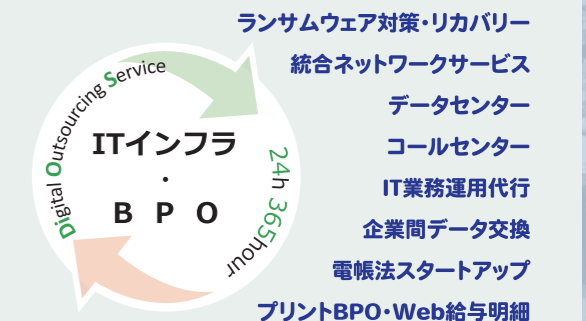 ランサムウェア対策・リカバリー
統合ネットワークサービス
データセンター
コールセンター
IT業務運用代行
企業間データ交換
電帳法スタートアップ
プリントBPO・Web給与明細
Digital Outsourcing Service
ITインフラ
・
BPO
24h 365hour